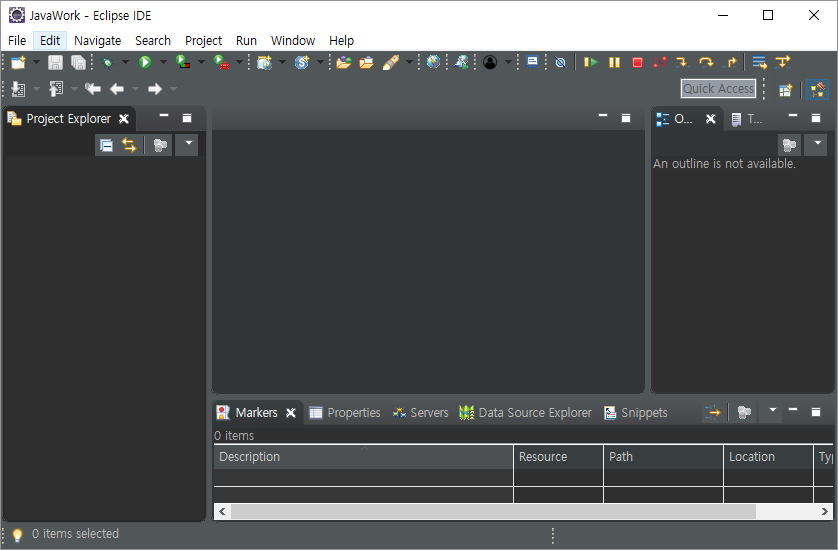 JavaWork - Eclipse IDE
File Edit Navigate Search Project Run Window Help
Quick Access
Project Explorer
O...
T...
An outline is not available.
Markers
Properties
Servers
Data Source Explorer
Snippets
0 items
Description Resource Path Location Ty
0 items selected